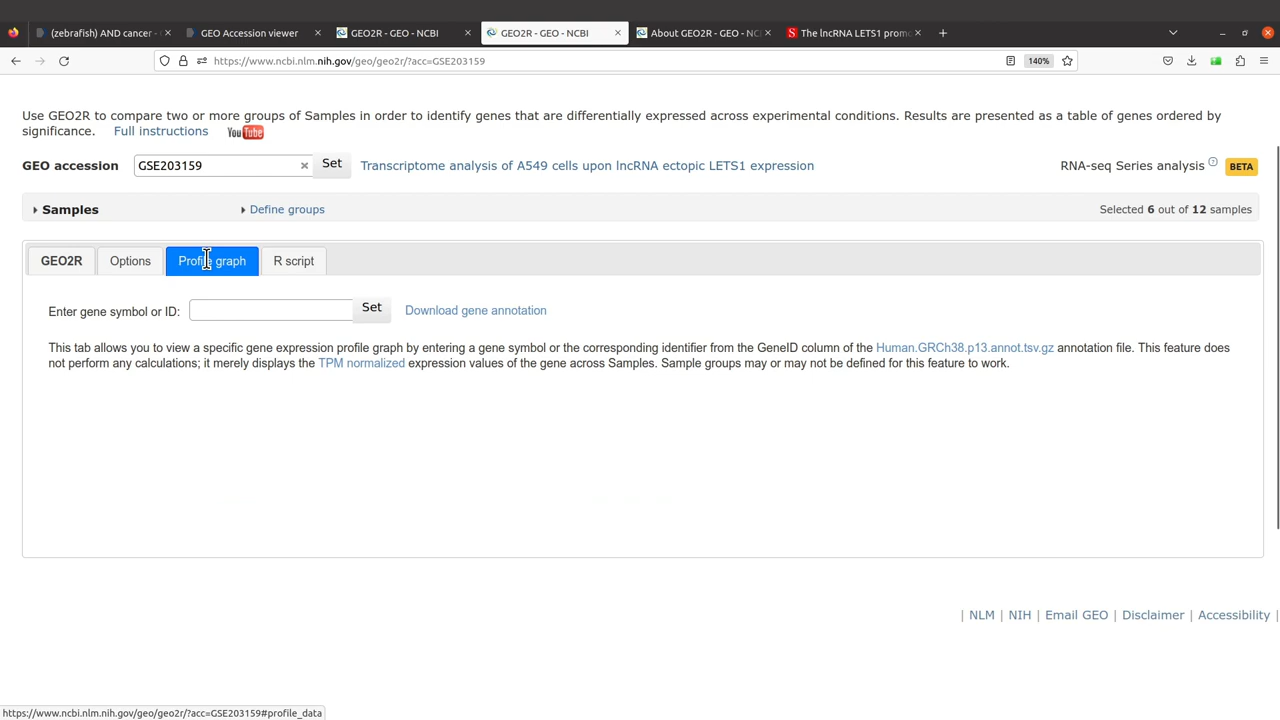 (zebrafish) AND cancer -
GEO Accession viewer
GEO2R - GEO - NCBI
GEO2R - GEO - NCBI
About GEO2R - GEO - NC
The lncRNA LETS1 promo
https://www.ncbi.nlm.nih.gov/geo/geo2r/?acc=GSE203159
140%
Use GEO2R to compare two or more groups of Samples in order to identify genes that are differentially expressed across experimental conditions. Results are presented as a table of genes ordered by
significance. Full instructions YouTube
GEO accession GSE203159 Set Transcriptome analysis of A549 cells upon lncRNA ectopic LETS1 expression RNA-seq Series analysis ? BETA
Samples Define groups Selected 6 out of 12 samples
GEO2R Options Profile graph R script
Enter gene symbol or ID: Set Download gene annotation
This tab allows you to view a specific gene expression profile graph by entering a gene symbol or the corresponding identifier from the GeneID column of the Human.GRCh38.p13.annot.tsv.gz annotation file. This feature does
not perform any calculations; it merely displays the TPM normalized expression values of the gene across Samples. Sample groups may or may not be defined for this feature to work.
| NLM | NIH | Email GEO | Disclaimer | Accessibility |
https://www.ncbi.nlm.nih.gov/geo/geo2r/?acc=GSE203159#profile_data